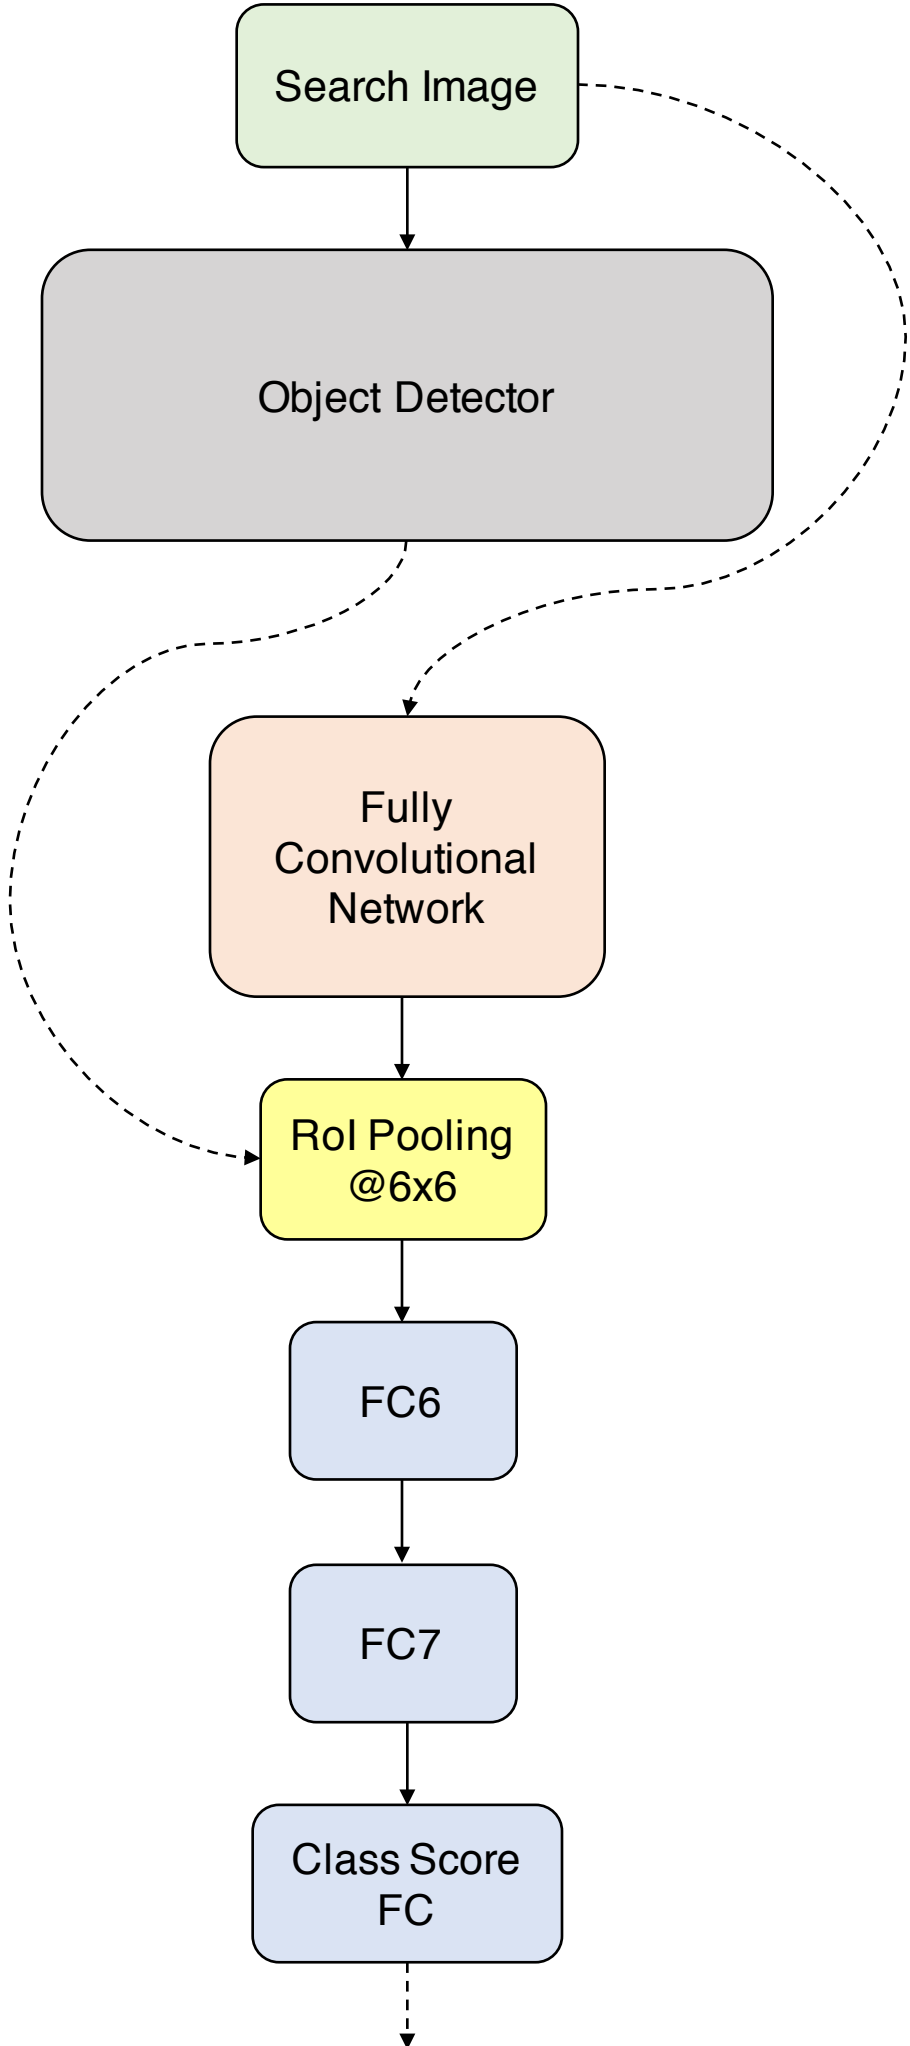 Search Image
Object Detector
Fully
Convolutional
Network
RoI Pooling
@6x6
FC6
FC7
Class Score
FC